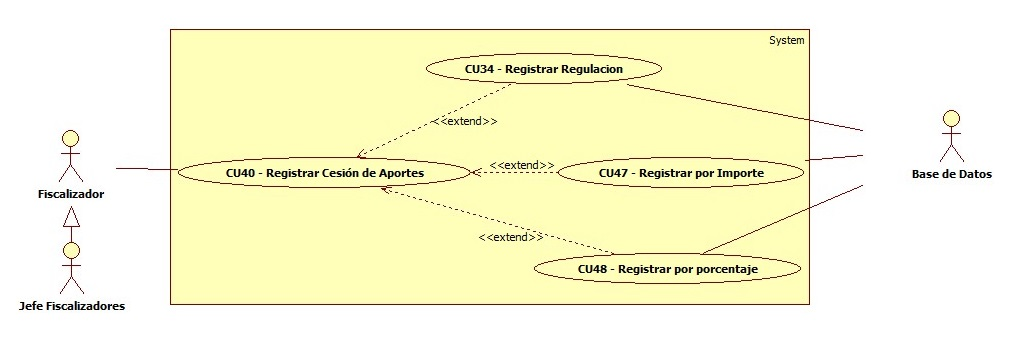 System
CU34 - Registrar Regulacion
<<extend>>
<<extend>>
CU40 - Registrar Cesión de Aportes
CU47 - Registrar por Importe
Base de Datos
Fiscalizador
<<extend>>
CU48 - Registrar por porcentaje
Jefe Fiscalizadores